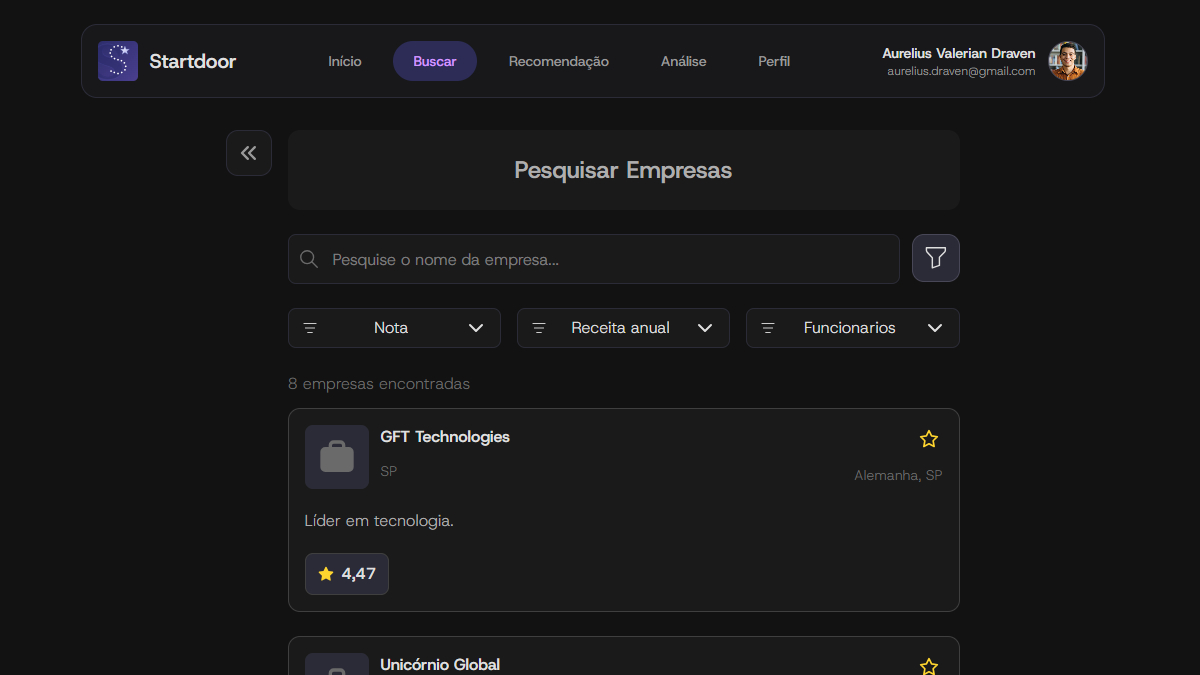 Startdoor
Início
Buscar
Recomendação
Análise
Perfil
Aurelius Valerian Draven
aurelius.draven@gmail.com
Pesquisar Empresas
Pesquise o nome da empresa...
Nota
Receita anual
Funcionarios
8 empresas encontradas
GFT Technologies
SP
Alemanha, SP
Líder em tecnologia.
4,47
Unicórnio Global